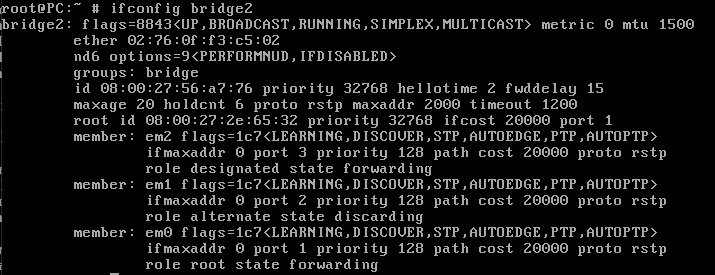 root@PC:~ # ifconfig bridge2
bridge2: flags=8843<UP,BROADCAST,RUNNING,SIMPLEX,MULTICAST> metric 0 mtu 1500
ether 02:76:0f:f3:c5:02
nd6 options=9<PERFORMNUD,IFDISABLED>
groups: bridge
id 08:00:27:56:a7:76 priority 32768 hellotime 2 fwddelay 15
maxage 20 holdcnt 6 proto rstp maxaddr 2000 timeout 1200
root id 08:00:27:2e:65:32 priority 32768 ifcost 20000 port 1
member: em2 flags=1c7<LEARNING,DISCOVER,STP,AUTOEDGE,PTP,AUTOPTP>
ifmaxaddr 0 port 3 priority 128 path cost 20000 proto rstp
role designated state forwarding
member: em1 flags=1c7<LEARNING,DISCOVER,STP,AUTOEDGE,PTP,AUTOPTP>
ifmaxaddr 0 port 2 priority 128 path cost 20000 proto rstp
role alternate state discarding
member: em0 flags=1c7<LEARNING,DISCOVER,STP,AUTOEDGE,PTP,AUTOPTP>
ifmaxaddr 0 port 1 priority 128 path cost 20000 proto rstp
role root state forwarding